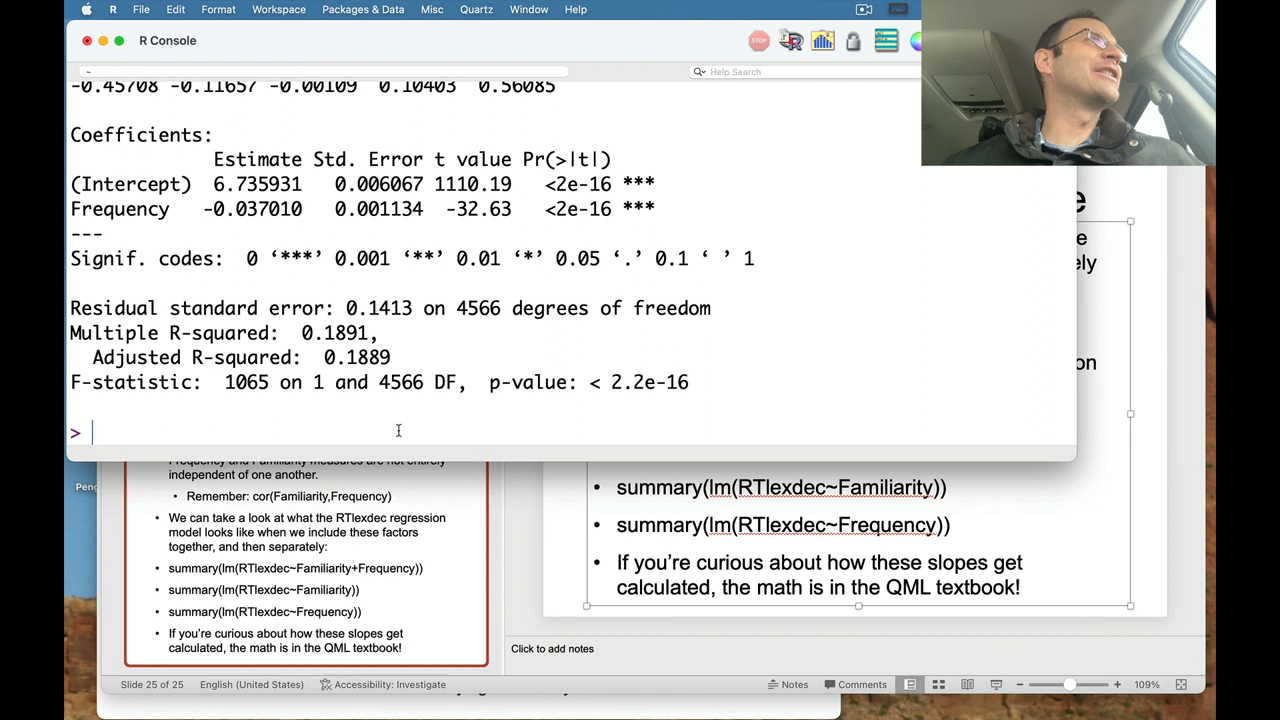 R File Edit Format Workspace Packages & Data Misc Quartz Window Help
R Console
STOP
~
Help Search
-0.45708 -0.11657 -0.00109 0.10403 0.56085
Coefficients:
Estimate Std. Error t value Pr(>|t|)
(Intercept) 6.735931 0.006067 1110.19 <2e-16 ***
Frequency -0.037010 0.001134 -32.63 <2e-16 ***
---
Signif. codes: 0 ‘***’ 0.001 ‘**’ 0.01 ‘*’ 0.05 ‘.’ 0.1 ‘ ’ 1
Residual standard error: 0.1413 on 4566 degrees of freedom
Multiple R-squared: 0.1891,
Adjusted R-squared: 0.1889
F-statistic: 1065 on 1 and 4566 DF, p-value: < 2.2e-16
>
Frequency and Familiarity measures are not entirely
independent of one another.
• Remember: cor(Familiarity,Frequency)
• We can take a look at what the RTlexdec regression
model looks like when we include these factors
together, and then separately:
• summary(lm(RTlexdec~Familiarity+Frequency))
• summary(lm(RTlexdec~Familiarity))
• summary(lm(RTlexdec~Frequency))
• If you’re curious about how these slopes get
calculated, the math is in the QML textbook!
• summary(lm(RTlexdec~Familiarity))
• summary(lm(RTlexdec~Frequency))
• If you’re curious about how these slopes get
calculated, the math is in the QML textbook!
Click to add notes
Slide 25 of 25 English (United States) Accessibility: Investigate Notes Comments 109%